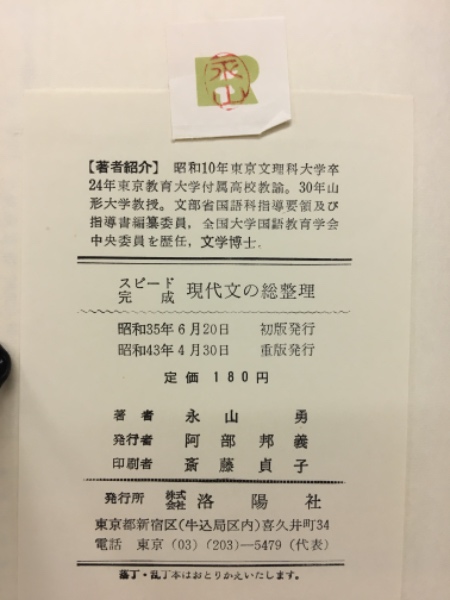 永山
【著者紹介】 昭和10年東京文理科大学卒
24年東京教育大学付属高校教諭。30年山
形大学教授。文部省国語科指導要領及び
指導書編纂委員，全国大学国語教育学会
中央委員を歴任，文学博士．
スピード完成 現代文の総整理
昭和35年6月20日 初版発行
昭和43年4月30日 重版発行
定価 180円
著者 永山 勇
発行者 阿部邦義
印刷者 斎藤貞子
発行所 株式会社 洛陽社
東京都新宿区(牛込局区内)喜久井町34
電話 東京(03)(203)―5479(代表)
落丁・乱丁本はおとりかえいたします。